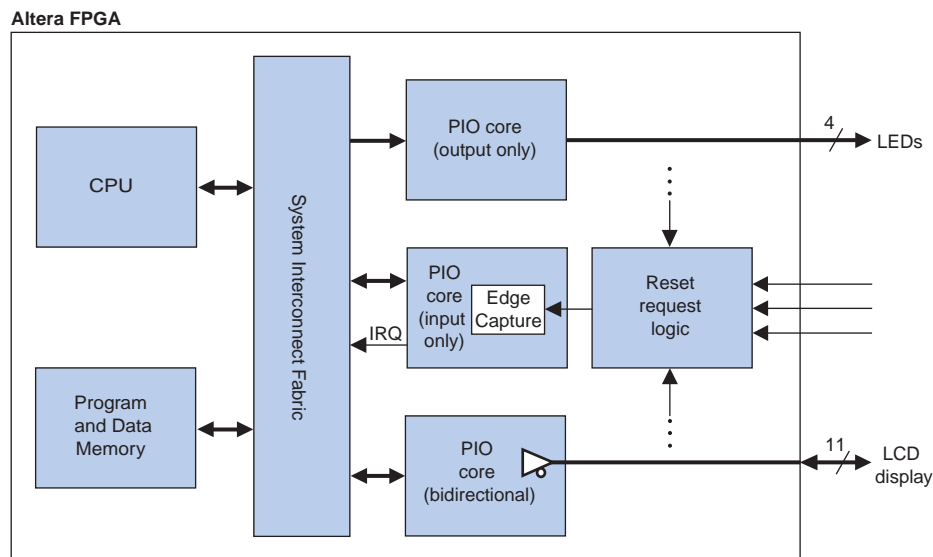 Altera FPGA
CPU
Program
and Data
Memory
System Interconnect Fabric
PIO core
(output only)
4
LEDs
PIO
core
(input
only)
Edge
Capture
IRQ
Reset
request
logic
PIO
core
(bidirectional)
11
LCD
display